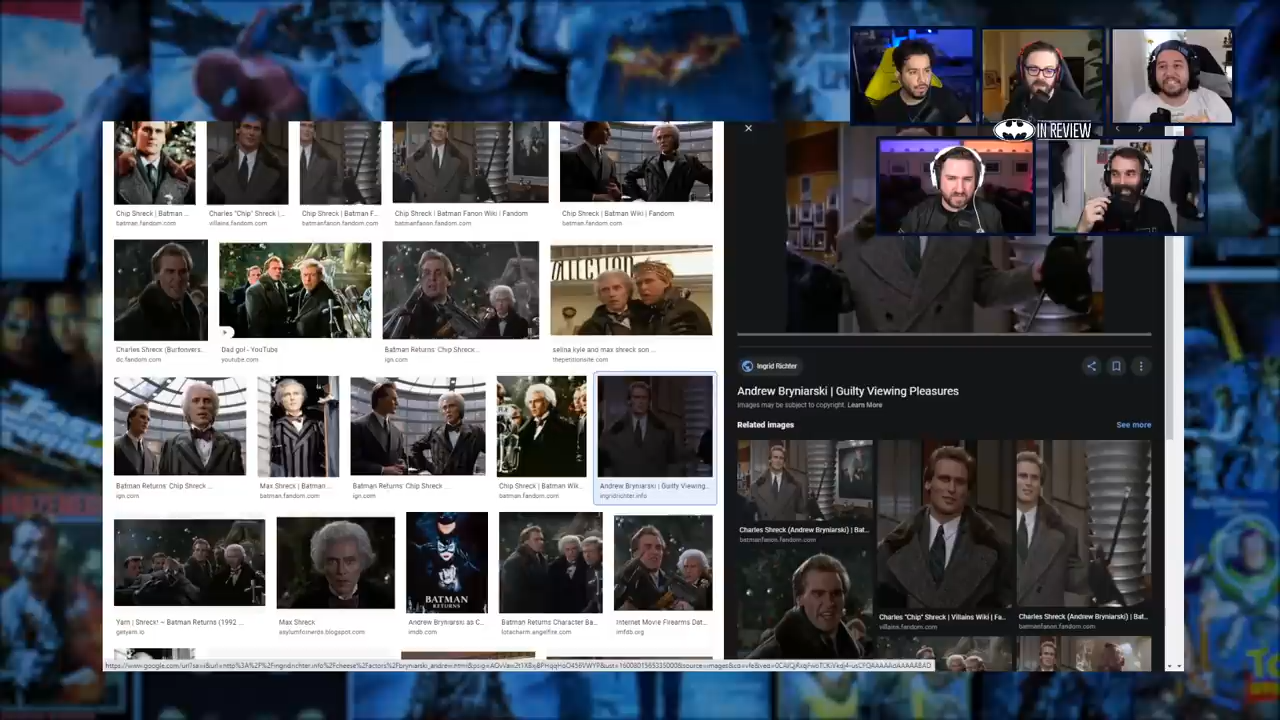 IN REVIEW
Chip Shreck | Batman ...
batman.fandom.com
Charles "Chip" Shreck |...
villains.fandom.com
Chip Shreck | Batman F...
batmanfanon.fandom.com
Chip Shreck | Batman Fanon Wiki | Fandom
batmanfanon.fandom.com
Chip Shreck | Batman Wiki | Fandom
batman.fandom.com
Charles Shreck (Burtonvers...
dc.fandom.com
Dad go! - YouTube
youtube.com
Batman Returns: Chip Shreck...
ign.com
selina kyle and max shreck son ...
thepetitionsite.com
Batman Returns: Chip Shreck ...
ign.com
Max Shreck | Batman...
batman.fandom.com
Batman Returns: Chip Shreck ...
ign.com
Chip Shreck | Batman Wik...
batman.fandom.com
Andrew Bryniarski | Guilty Viewing...
ingridrichter.info
BATMAN
RETURNS
Yarn | Shreck! ~ Batman Returns (1992 ...
getyarn.io
Max Shreck
asylumfornerds.blogspot.com
Andrew Bryniarski as C...
imdb.com
Batman Returns Character Ba...
lotacharm.angelfire.com
Internet Movie Firearms Dat...
imfdb.org
Ingrid Richter
Andrew Bryniarski | Guilty Viewing Pleasures
Images may be subject to copyright. Learn More
Related images
See more
Charles Shreck (Andrew Bryniarski) | Bat...
batmanfanon.fandom.com
Charles "Chip" Shreck | Villains Wiki | Fa...
villains.fandom.com
Charles Shreck (Andrew Bryniarski) | Bat...
batmanfanon.fandom.com